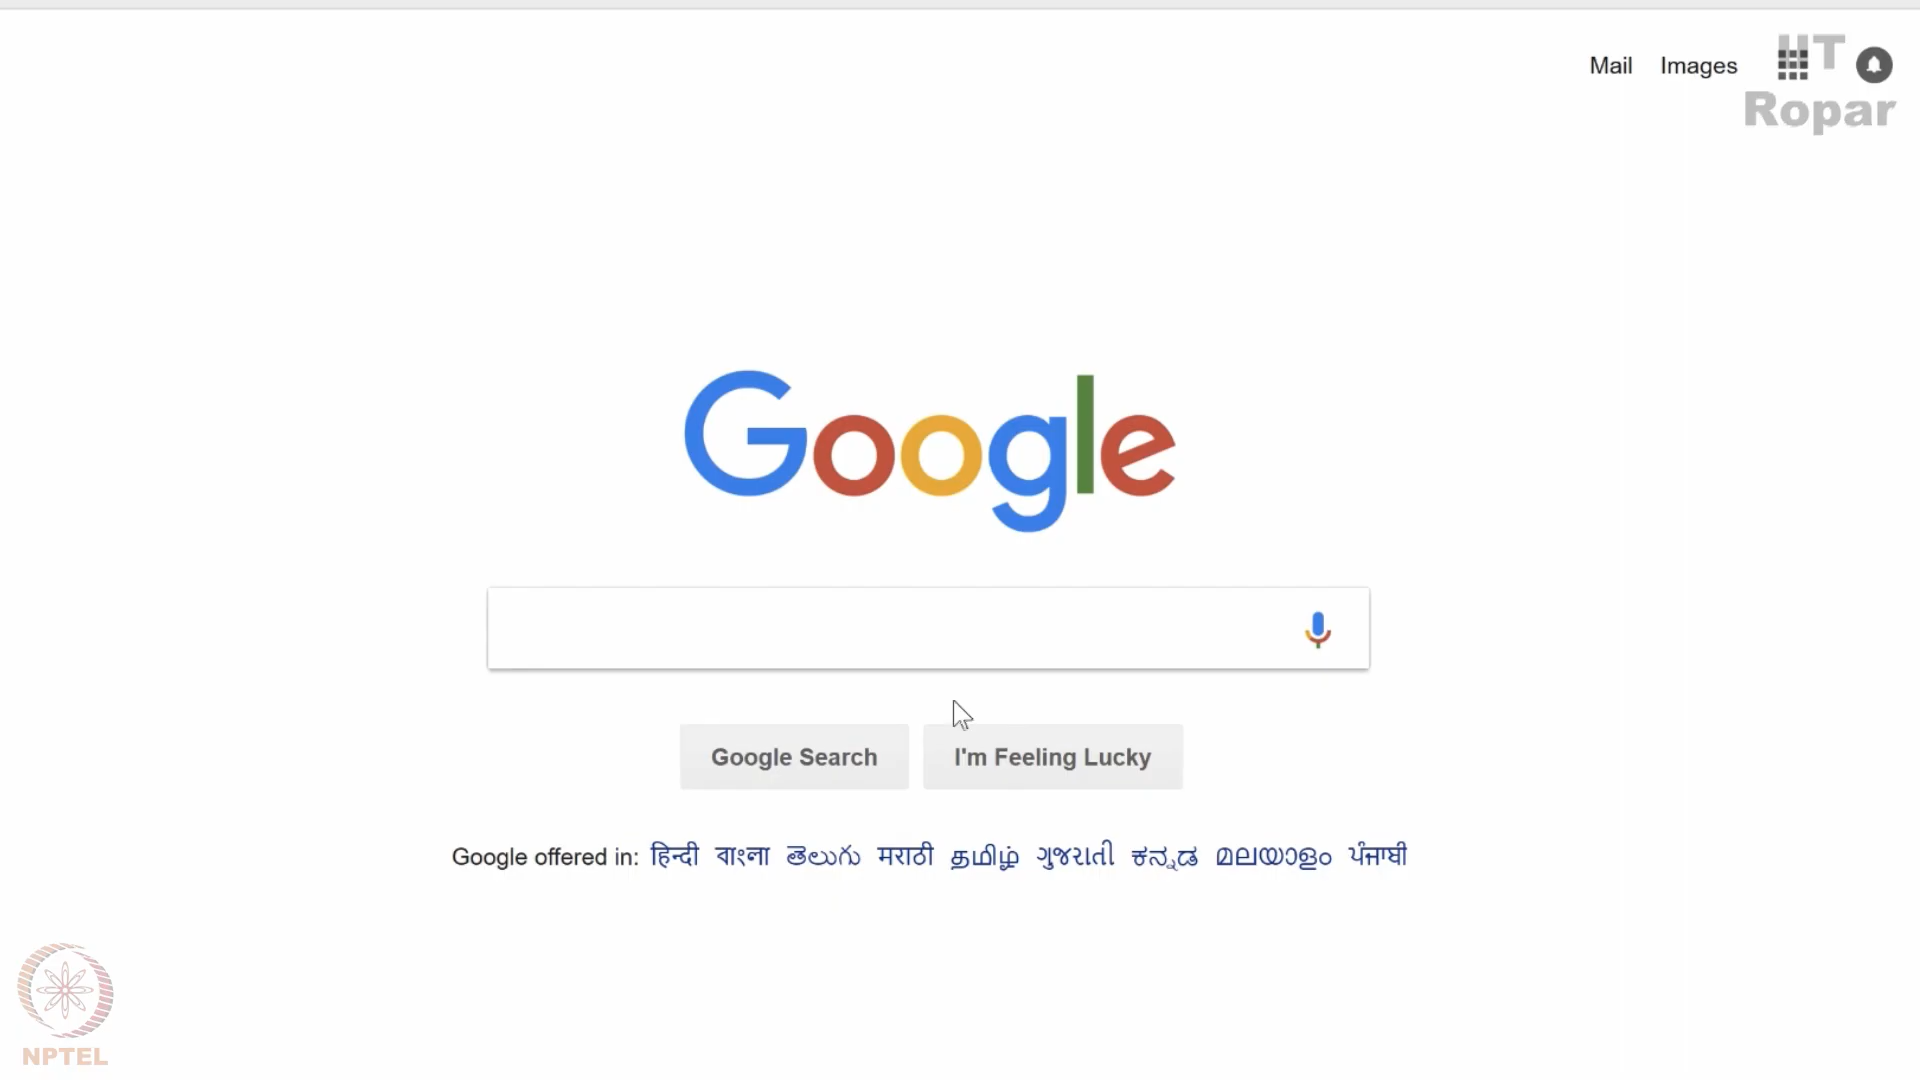 Mail Images
IIT
Ropar
Google
Google Search I'm Feeling Lucky
Google offered in: हिन्दी বাংলা తెలుగు मराठी தமிழ் ગુજરાતી ಕನ್ನಡ മലയാളം ਪੰਜਾਬੀ
NPTEL